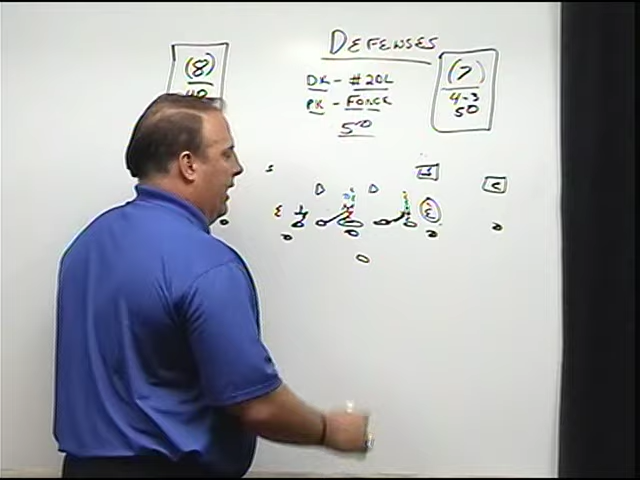 DEFENSES
(8)
40
DK - #20L
PK - FORCE
50
(7)
4-3
50
S
C
E